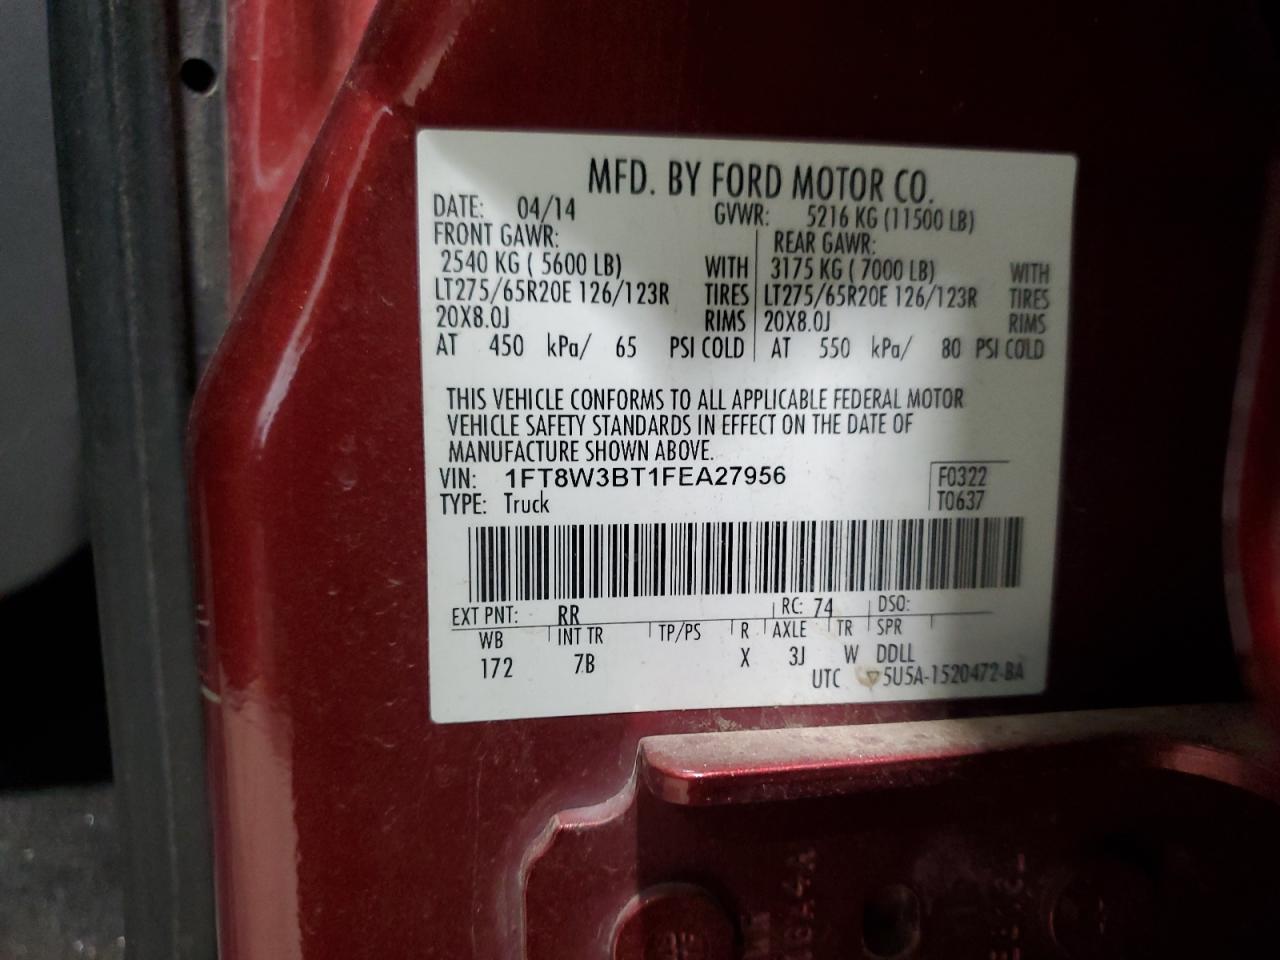 MFD. BY FORD MOTOR CO.
DATE: 04/14 GVWR: 5216 KG (11500 LB)
FRONT GAWR: REAR GAWR:
2540 KG ( 5600 LB) WITH 3175 KG ( 7000 LB) WITH
LT275/65R20E 126/123R TIRES LT275/65R20E 126/123R TIRES
20X8.0J RIMS 20X8.0J RIMS
AT 450 kPa/ 65 PSI COLD AT 550 kPa/ 80 PSI COLD
THIS VEHICLE CONFORMS TO ALL APPLICABLE FEDERAL MOTOR
VEHICLE SAFETY STANDARDS IN EFFECT ON THE DATE OF
MANUFACTURE SHOWN ABOVE.
VIN: 1FT8W3BT1FEA27956 F0322
TYPE: Truck T0637
EXT PNT: RR RC: 74 DSO:
WB INT TR TP/PS R AXLE TR SPR
172 7B X 3J W DDLL
UTC 5U5A-1520472-BA